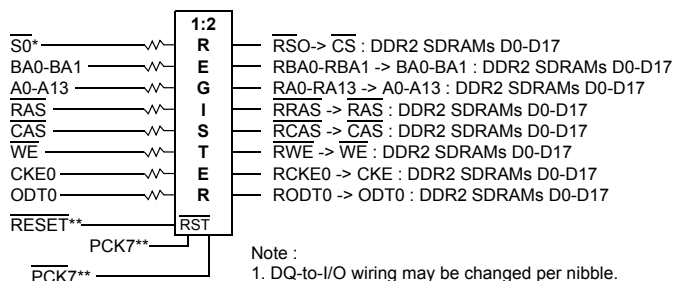 1:2
S0* R RSO-> CS : DDR2 SDRAMs D0-D17
BA0-BA1 E RBA0-RBA1 -> BA0-BA1 : DDR2 SDRAMs D0-D17
A0-A13 G RA0-RA13 -> A0-A13 : DDR2 SDRAMs D0-D17
RAS I RRAS -> RAS : DDR2 SDRAMs D0-D17
CAS S RCAS -> CAS : DDR2 SDRAMs D0-D17
WE T RWE -> WE : DDR2 SDRAMs D0-D17
CKE0 E RCKE0 -> CKE : DDR2 SDRAMs D0-D17
ODT0 R RODT0 -> ODT0 : DDR2 SDRAMs D0-D17
RESET** RST
PCK7**
Note :
PCK7** 1. DQ-to-I/O wiring may be changed per nibble.